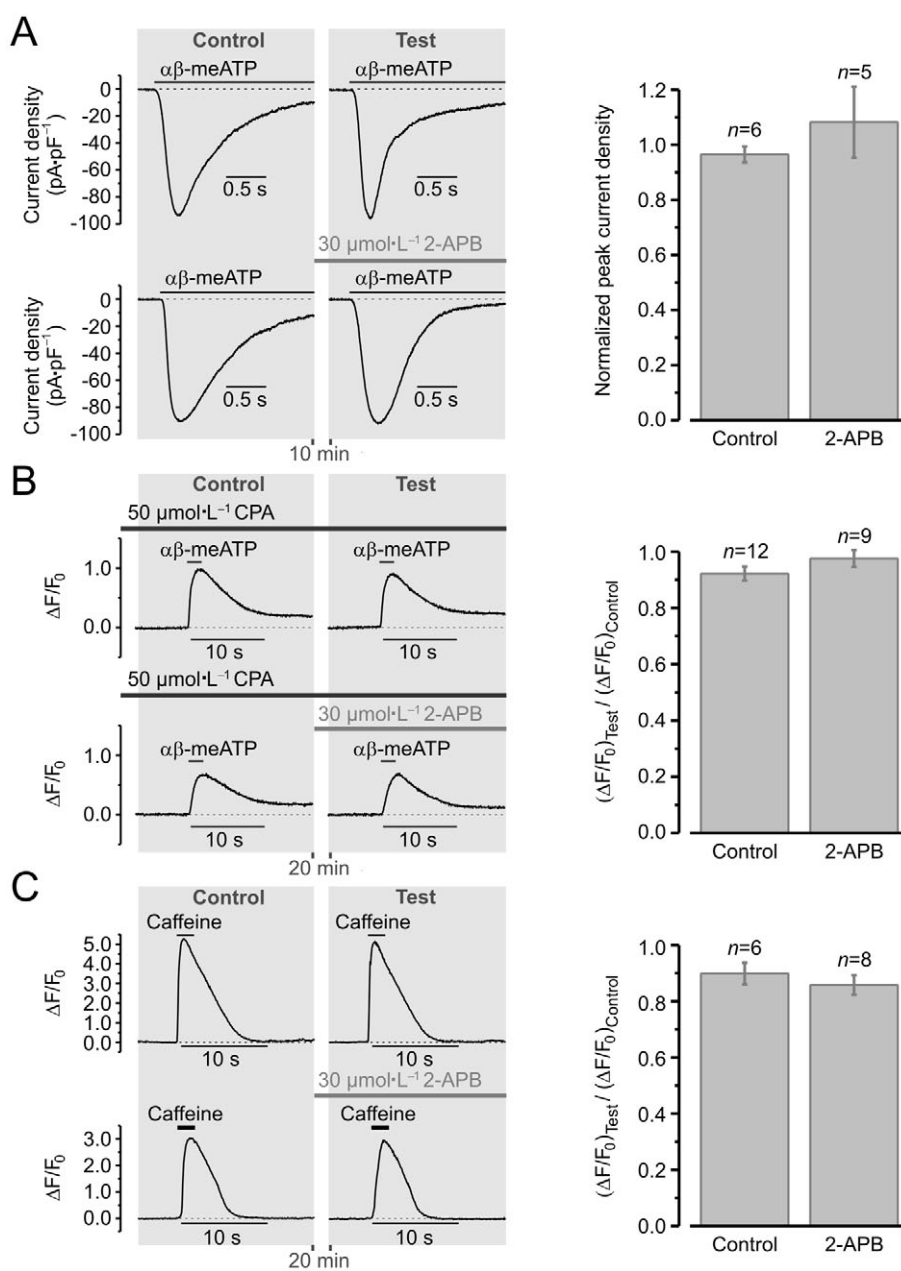 A
Control Test
αβ-meATP αβ-meATP
0
-20
-40
-60
-80
-100
Current density
(pA•pF⁻¹)
0.5 s 0.5 s
30 µmol•L⁻¹ 2-APB
αβ-meATP αβ-meATP
0
-20
-40
-60
-80
-100
Current density
(pA•pF⁻¹)
0.5 s 0.5 s
10 min
Normalized peak current density
1.2
1.0
0.8
0.6
0.4
0.2
0.0
n=6
n=5
Control 2-APB
B
Control Test
50 µmol•L⁻¹ CPA
αβ-meATP αβ-meATP
ΔF/F₀
1.0
0.0
10 s 10 s
50 µmol•L⁻¹ CPA
30 µmol•L⁻¹ 2-APB
αβ-meATP αβ-meATP
ΔF/F₀
1.0
0.0
10 s 10 s
20 min
(ΔF/F₀)Test / (ΔF/F₀)Control
1.0
0.8
0.6
0.4
0.2
0.0
n=12
n=9
Control 2-APB
C
Control Test
Caffeine Caffeine
ΔF/F₀
5.0
4.0
3.0
2.0
1.0
0.0
10 s 10 s
30 µmol•L⁻¹ 2-APB
Caffeine Caffeine
ΔF/F₀
3.0
2.0
1.0
0.0
10 s 10 s
20 min
(ΔF/F₀)Test / (ΔF/F₀)Control
1.0
0.8
0.6
0.4
0.2
0.0
n=6
n=8
Control 2-APB